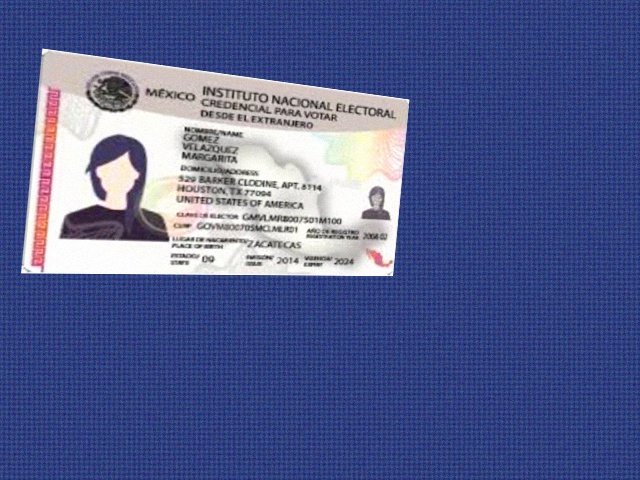 MÉXICO INSTITUTO NACIONAL ELECTORAL
CREDENCIAL PARA VOTAR
DESDE EL EXTRANJERO
NOMBRE/NAME
GOMEZ
VELAZQUEZ
MARGARITA
DOMICILIO/ADDRESS
529 BARKER CLODINE, APT. 8114
HOUSTON, TX 77094
UNITED STATES OF AMERICA
CLAVE DE ELECTOR GMVLMR8007501M100
CURP GOVM800705MCLMLR01 AÑO DE REGISTRO
REGISTRATION YEAR 2008 02
LUGAR DE NACIMIENTO/
PLACE OF BIRTH ZACATECAS
ESTADO/
STATE 09 EMISIÓN/
ISSUE 2014 VIGENCIA/
EXPIRY 2024